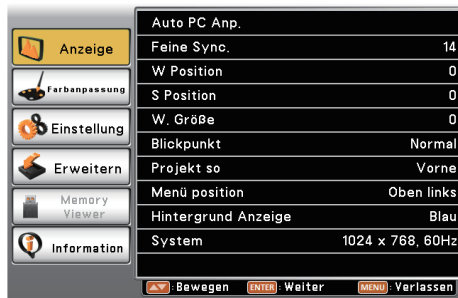 Anzeige
Farbanpassung
Einstellung
Erweitern
Memory
Viewer
Information
Auto PC Anp.
Feine Sync. 14
W Position 0
S Position 0
W. Größe 0
Blickpunkt Normal
Projekt so Vorne
Menü position Oben links
Hintergrund Anzeige Blau
System 1024 x 768, 60Hz
:Bewegen ENTER: Weiter MENU: Verlassen